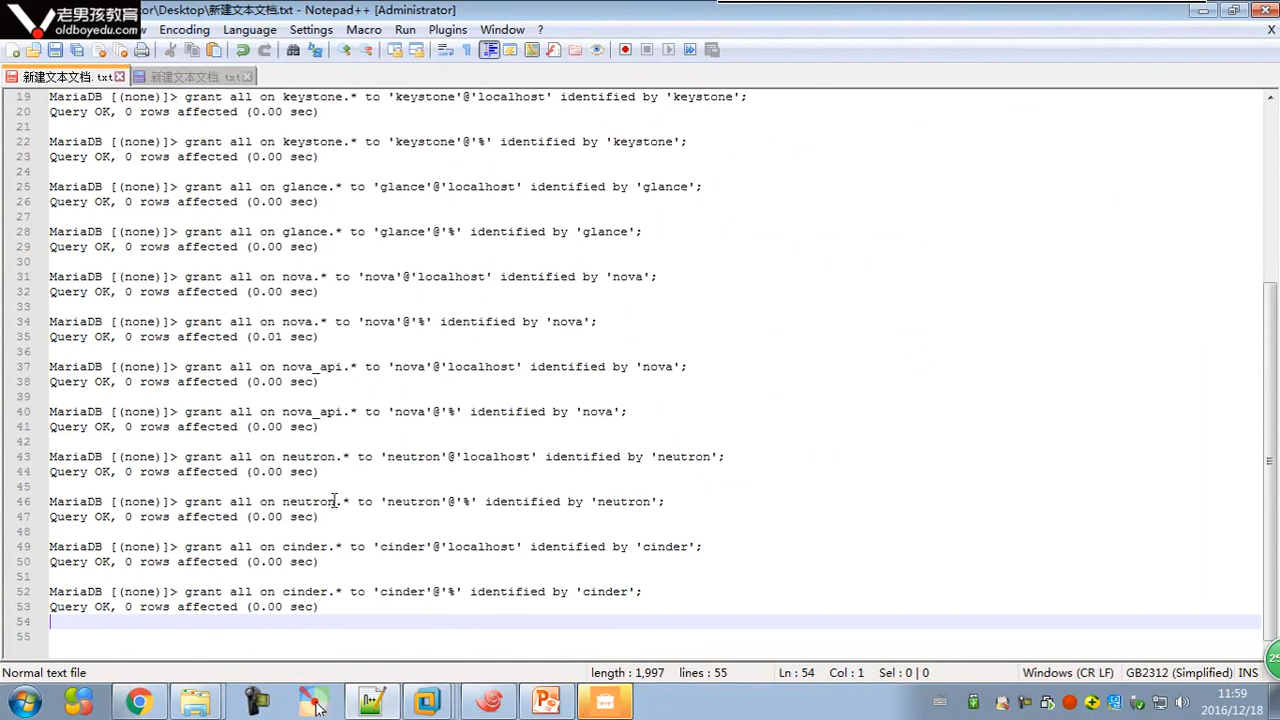 老男孩教育
oldboyedu.com
tor\Desktop\新建文本文档.txt - Notepad++ [Administrator]
Encoding Language Settings Macro Run Plugins Window ? X
新建文本文档.txt 新建文本文档 txt
19 MariaDB [(none)]> grant all on keystone.* to 'keystone'@'localhost' identified by 'keystone';
20 Query OK, 0 rows affected (0.00 sec)
21
22 MariaDB [(none)]> grant all on keystone.* to 'keystone'@'%' identified by 'keystone';
23 Query OK, 0 rows affected (0.00 sec)
24
25 MariaDB [(none)]> grant all on glance.* to 'glance'@'localhost' identified by 'glance';
26 Query OK, 0 rows affected (0.00 sec)
27
28 MariaDB [(none)]> grant all on glance.* to 'glance'@'%' identified by 'glance';
29 Query OK, 0 rows affected (0.00 sec)
30
31 MariaDB [(none)]> grant all on nova.* to 'nova'@'localhost' identified by 'nova';
32 Query OK, 0 rows affected (0.00 sec)
33
34 MariaDB [(none)]> grant all on nova.* to 'nova'@'%' identified by 'nova';
35 Query OK, 0 rows affected (0.01 sec)
36
37 MariaDB [(none)]> grant all on nova_api.* to 'nova'@'localhost' identified by 'nova';
38 Query OK, 0 rows affected (0.00 sec)
39
40 MariaDB [(none)]> grant all on nova_api.* to 'nova'@'%' identified by 'nova';
41 Query OK, 0 rows affected (0.00 sec)
42
43 MariaDB [(none)]> grant all on neutron.* to 'neutron'@'localhost' identified by 'neutron';
44 Query OK, 0 rows affected (0.00 sec)
45
46 MariaDB [(none)]> grant all on neutron.* to 'neutron'@'%' identified by 'neutron';
47 Query OK, 0 rows affected (0.00 sec)
48
49 MariaDB [(none)]> grant all on cinder.* to 'cinder'@'localhost' identified by 'cinder';
50 Query OK, 0 rows affected (0.00 sec)
51
52 MariaDB [(none)]> grant all on cinder.* to 'cinder'@'%' identified by 'cinder';
53 Query OK, 0 rows affected (0.00 sec)
54
55
25
Normal text file length : 1,997 lines : 55 Ln : 54 Col : 1 Sel : 0 | 0 Windows (CR LF) GB2312 (Simplified) INS
11:59
2016/12/18